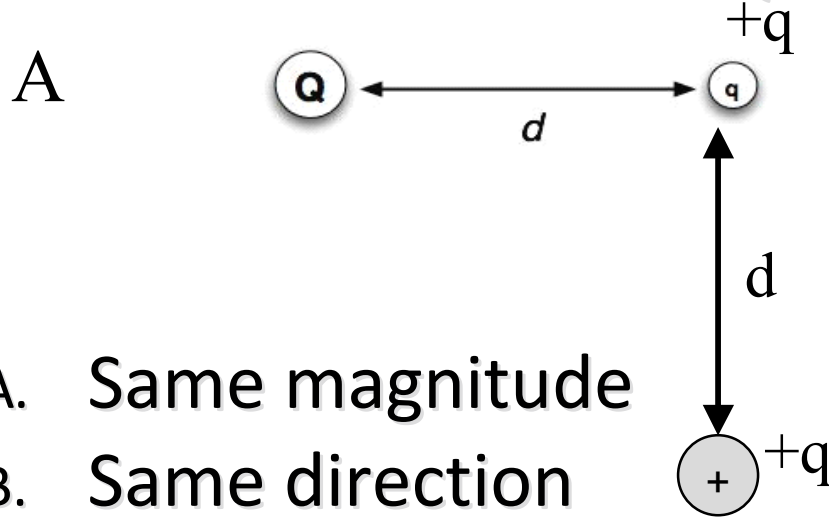 +q
A
Q
q
d
d
A. Same magnitude
B. Same direction
+
+q